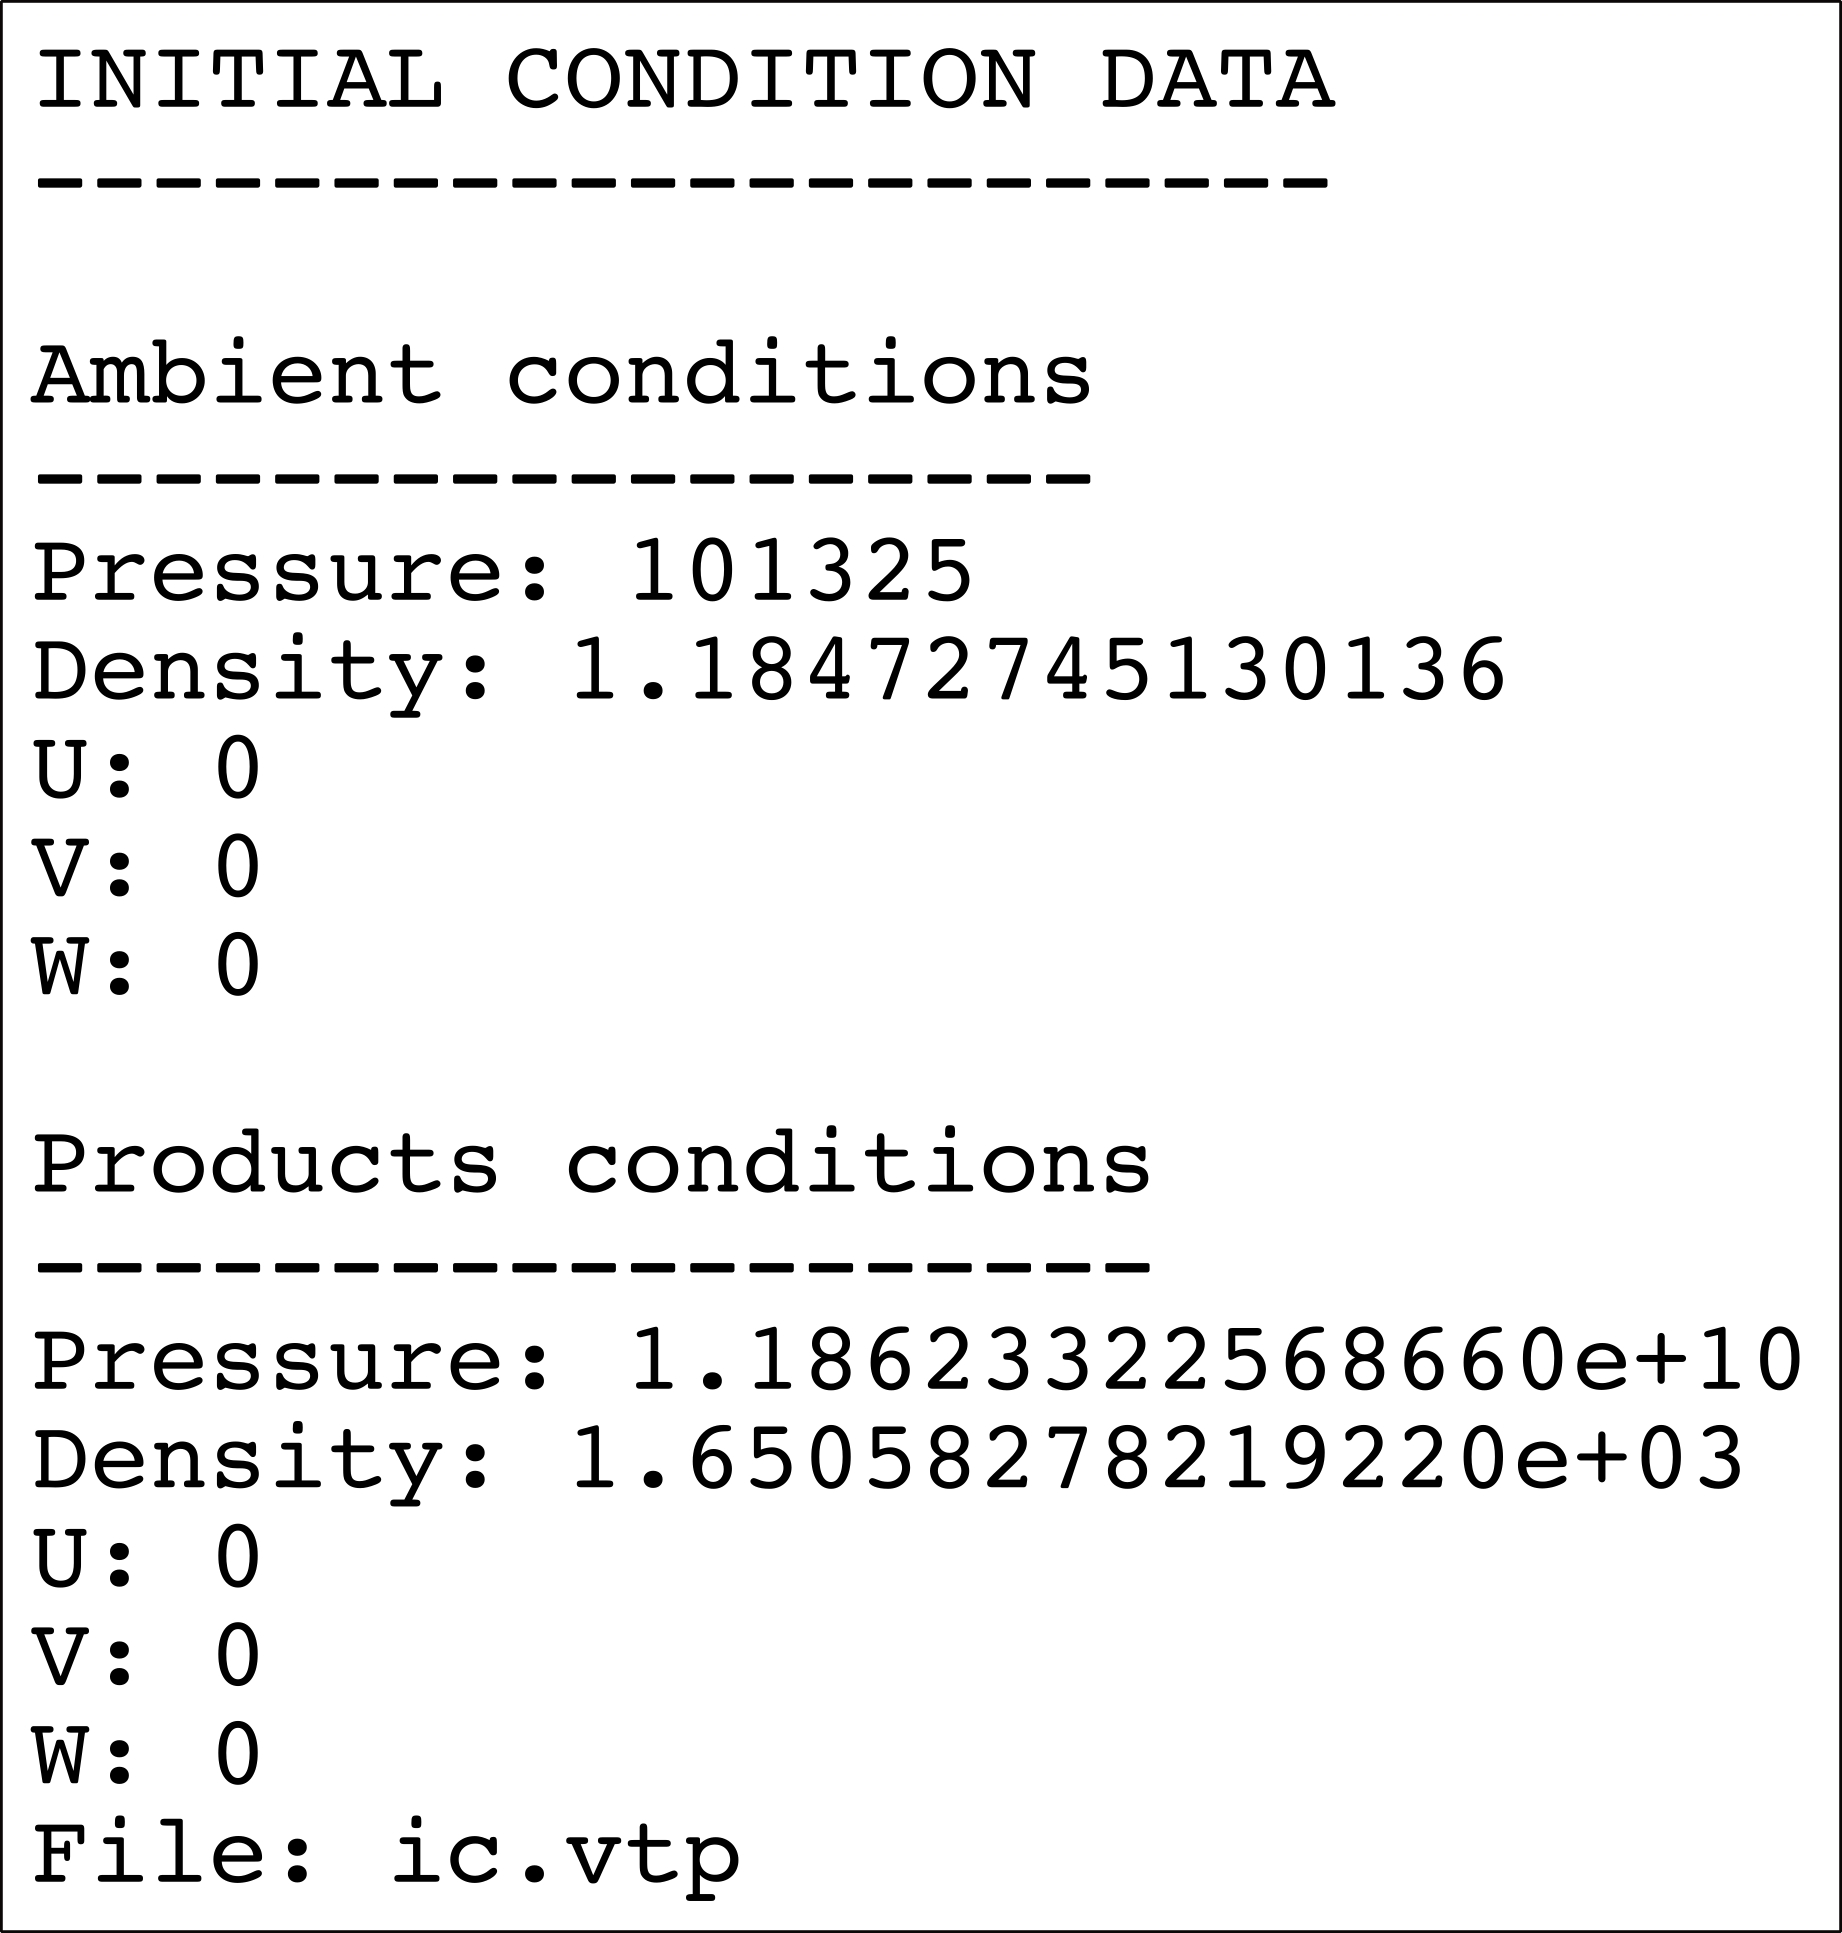 INITIAL CONDITION DATA
----------------------
Ambient conditions
------------------
Pressure: 101325
Density: 1.18472745130136
U: 0
V: 0
W: 0
Products conditions
-------------------
Pressure: 1.18623322568660e+10
Density: 1.65058278219220e+03
U: 0
V: 0
W: 0
File: ic.vtp